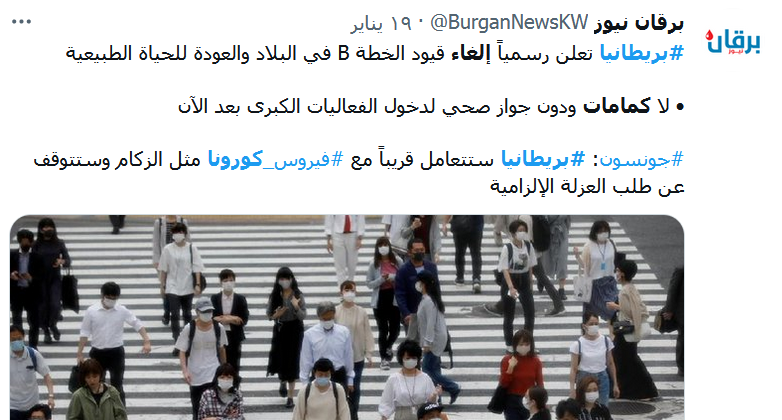 برقان نيوز @BurganNewsKW · ١٩ يناير
برقان
نيوز
#بريطانيا تعلن رسمياً إلغاء قيود الخطة B في البلاد والعودة للحياة الطبيعية
• لا كمامات ودون جواز صحي لدخول الفعاليات الكبرى بعد الآن
#جونسون: #بريطانيا ستتعامل قريباً مع #فيروس_كورونا مثل الزكام وستتوقف
عن طلب العزلة الإلزامية